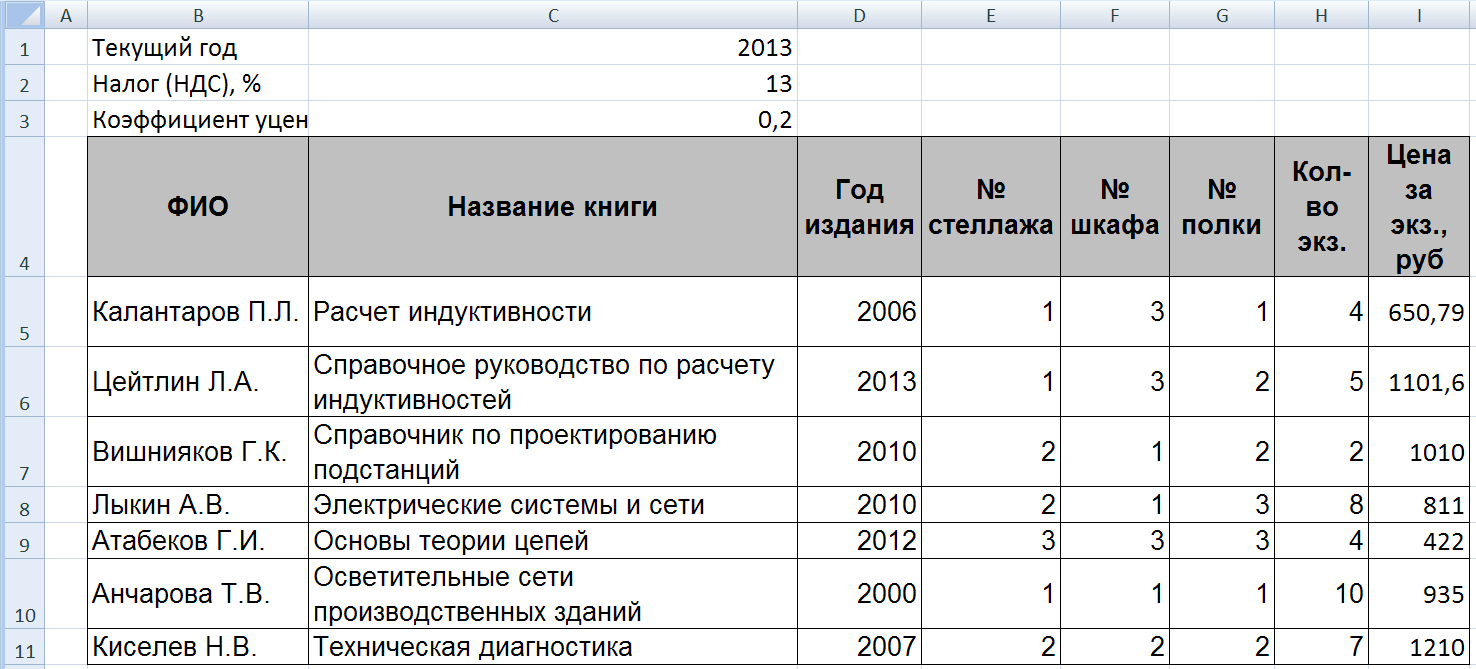 A B C D E F G H I
1 Текущий год 2013
2 Налог (НДС), % 13
3 Коэффициент уцен 0,2
4 ФИО Название книги Год издания № стеллажа № шкафа № полки Кол-во экз. Цена за экз., руб
5 Калантаров П.Л. Расчет индуктивности 2006 1 3 1 4 650,79
6 Цейтлин Л.А. Справочное руководство по расчету индуктивностей 2013 1 3 2 5 1101,6
7 Вишнияков Г.К. Справочник по проектированию подстанций 2010 2 1 2 2 1010
8 Лыкин А.В. Электрические системы и сети 2010 2 1 3 8 811
9 Атабеков Г.И. Основы теории цепей 2012 3 3 3 4 422
10 Анчарова Т.В. Осветительные сети производственных зданий 2000 1 1 1 10 935
11 Киселев Н.В. Техническая диагностика 2007 2 2 2 7 1210